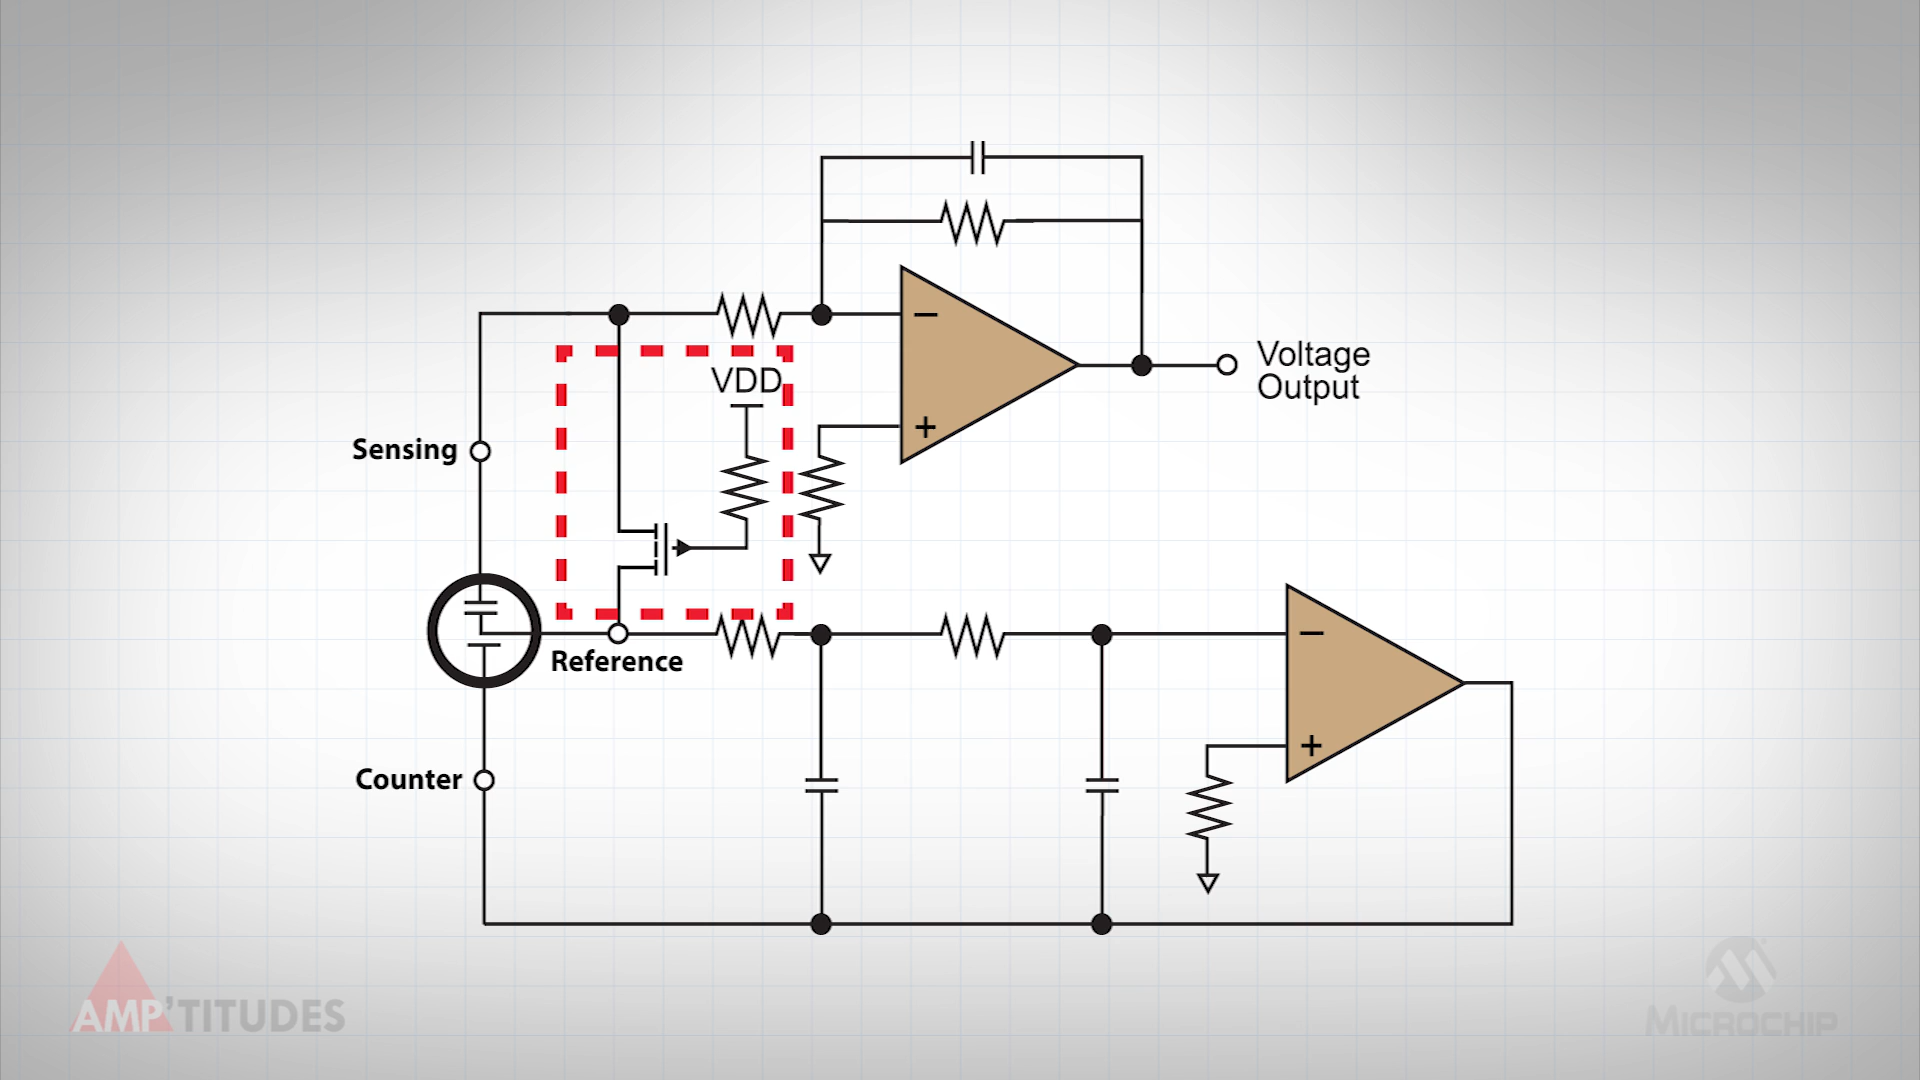 VDD
Voltage
Output
Sensing
Reference
Counter
AMP'TITUDES
MICROCHIP